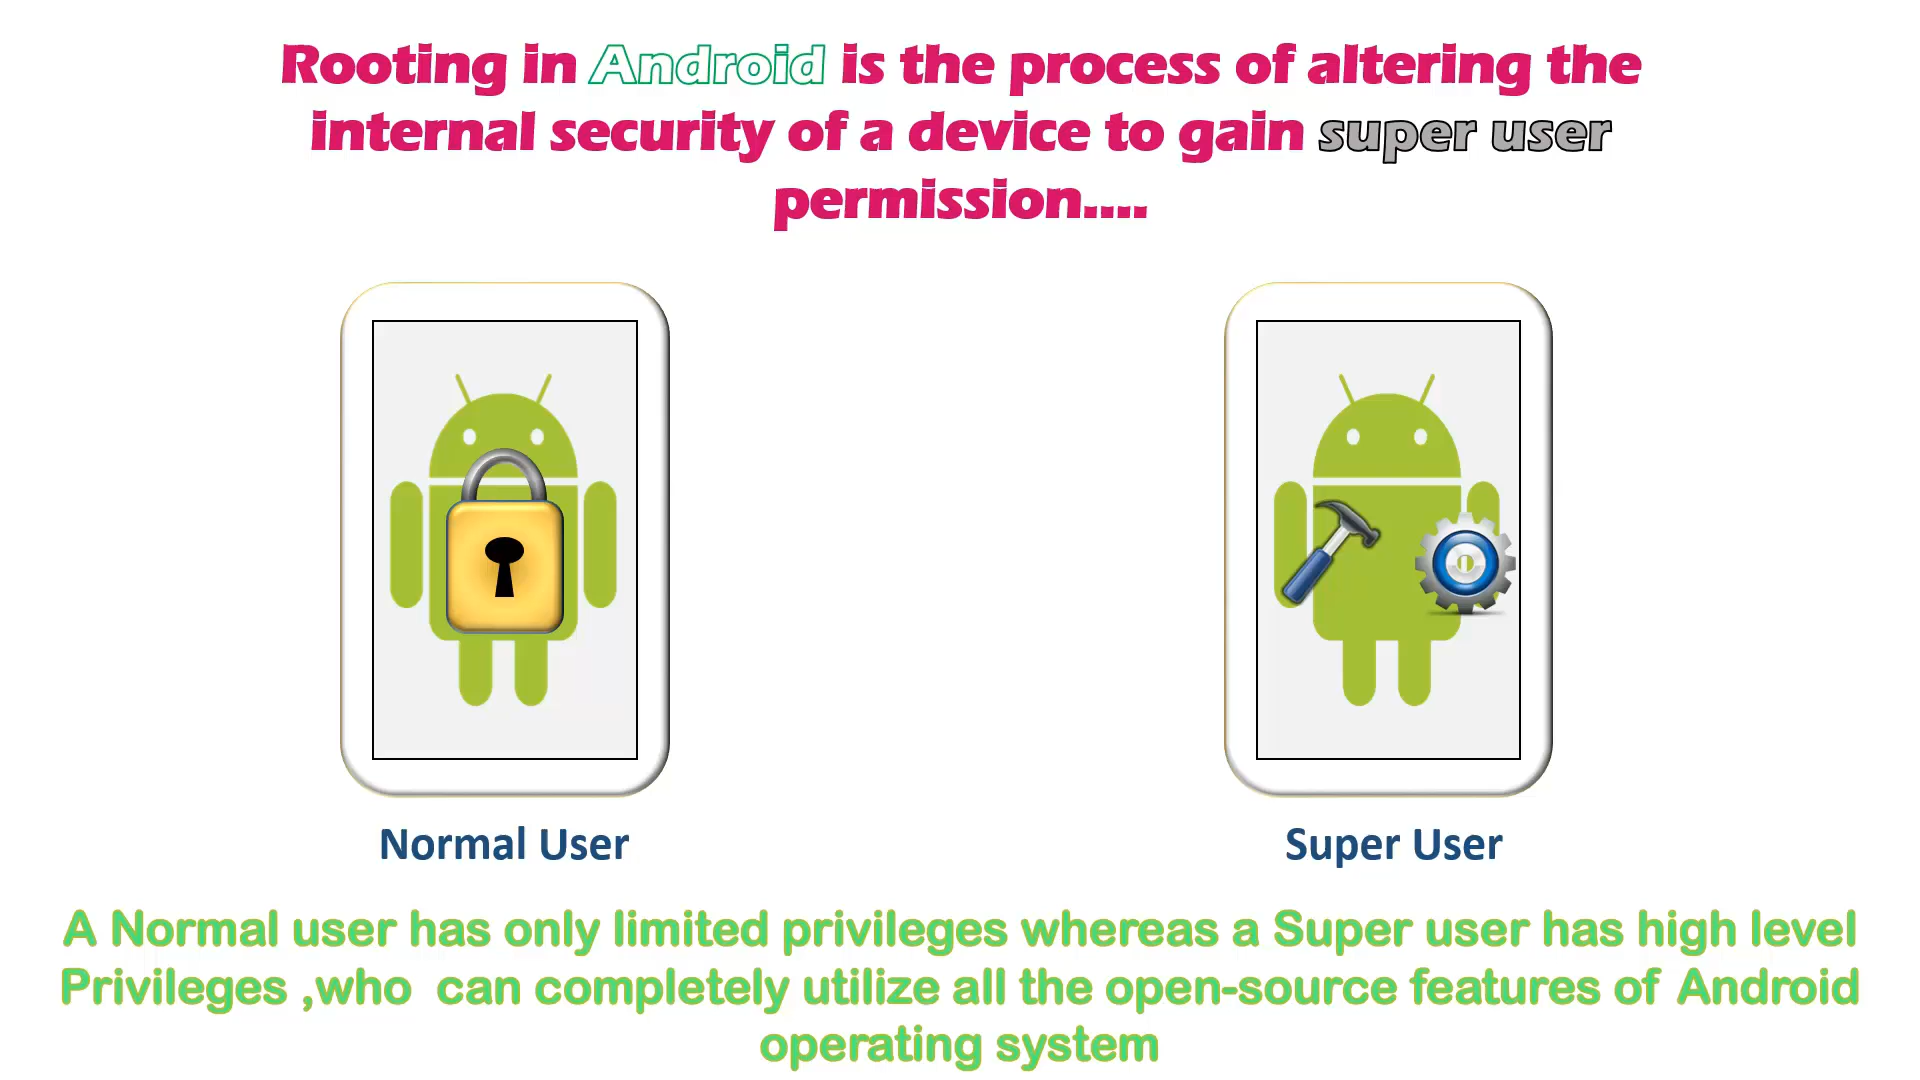 Rooting in Android is the process of altering the
internal security of a device to gain super user
permission....
Normal User
Super User
A Normal user has only limited privileges whereas a Super user has high level
Privileges ,who can completely utilize all the open-source features of Android
operating system